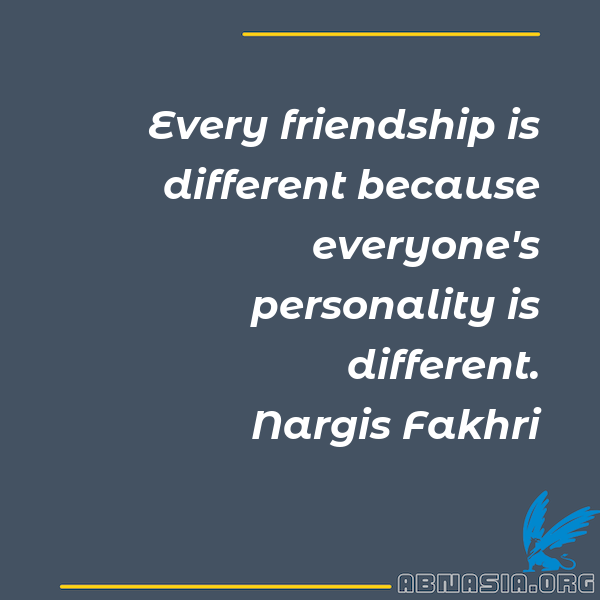 Every friendship is
different because
everyone's
personality is
different.
Nargis Fakhri
ABNASIA.ORG